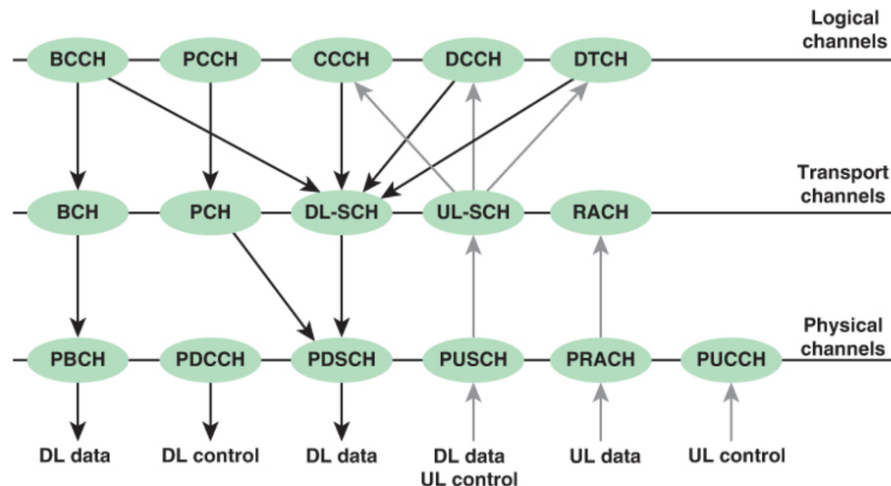 Logical
channels
BCCH PCCH CCCH DCCH DTCH
Transport
channels
BCH PCH DL-SCH UL-SCH RACH
Physical
channels
PBCH PDCCH PDSCH PUSCH PRACH PUCCH
DL data DL control DL data DL data UL data UL control
UL control